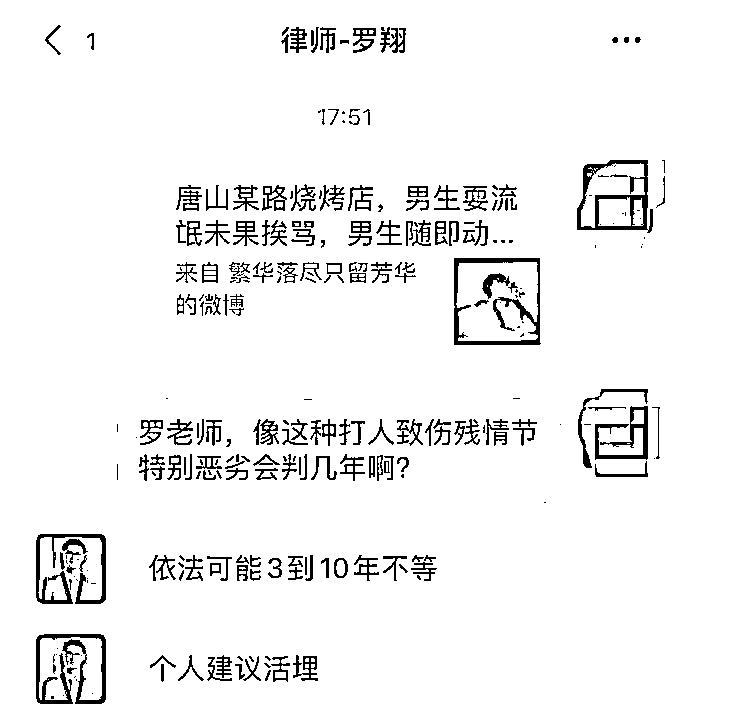 1 律师-罗翔
17:51
唐山某路烧烤店，男生耍流
氓未果挨骂，男生随即动...
来自 繁华落尽只留芳华
的微博
罗老师，像这种打人致伤残情节
特别恶劣会判几年啊?
依法可能3到10年不等
个人建议活埋